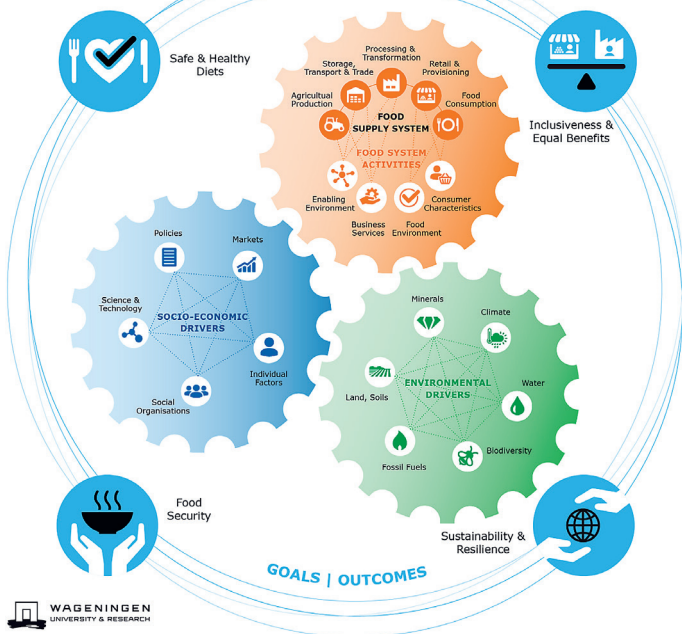 Safe & Healthy
Diets
Inclusiveness &
Equal Benefits
Processing &
Transformation
Storage,
Transport & Trade
Retail &
Provisioning
Agricultual
Production
Food
Consumption
FOOD
SUPPLY SYSTEM
FOOD SYSTEM
ACTIVITIES
Enabling
Environment
Business
Services
Food
Environment
Consumer
Characteristics
Policies
Markets
Science &
Technology
SOCIO-ECONOMIC
DRIVERS
Individual
Factors
Social
Organisations
Minerals
Climate
Land, Soils
ENVIRONMENTAL
DRIVERS
Water
Fossil Fuels
Biodiversity
Food
Security
Sustainability &
Resilience
GOALS | OUTCOMES
WAGENINGEN
UNIVERSITY & RESEARCH